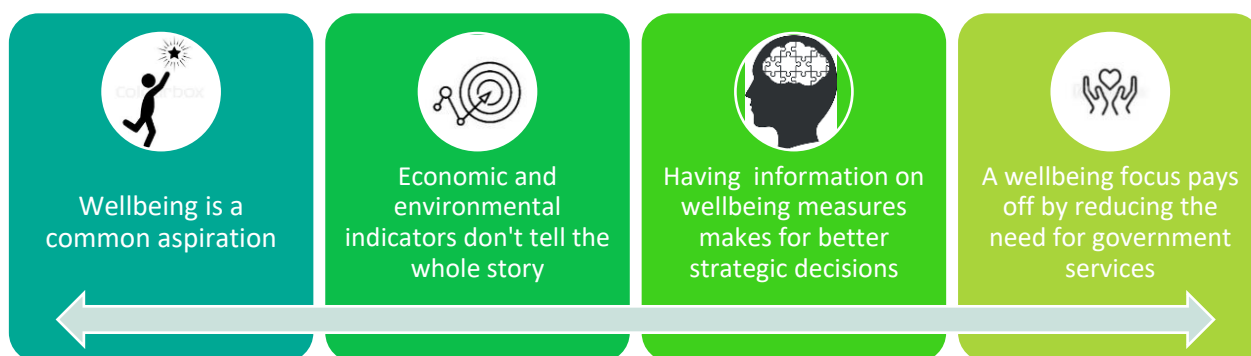 Wellbeing is a
common aspiration
Economic and
environmental
indicators don't tell the
whole story
Having  information on
wellbeing measures
makes for better
strategic decisions
A wellbeing focus pays
off by reducing the
need for government
services